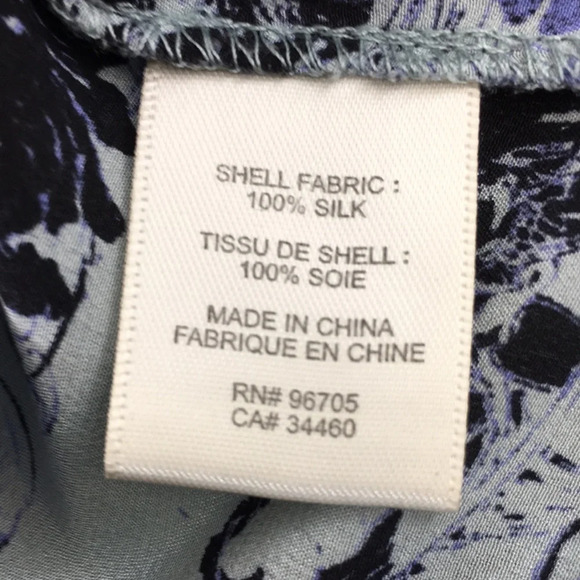 SHELL FABRIC :
100% SILK
TISSU DE SHELL :
100% SOIE
MADE IN CHINA
FABRIQUE EN CHINE
RN# 96705
CA# 34460